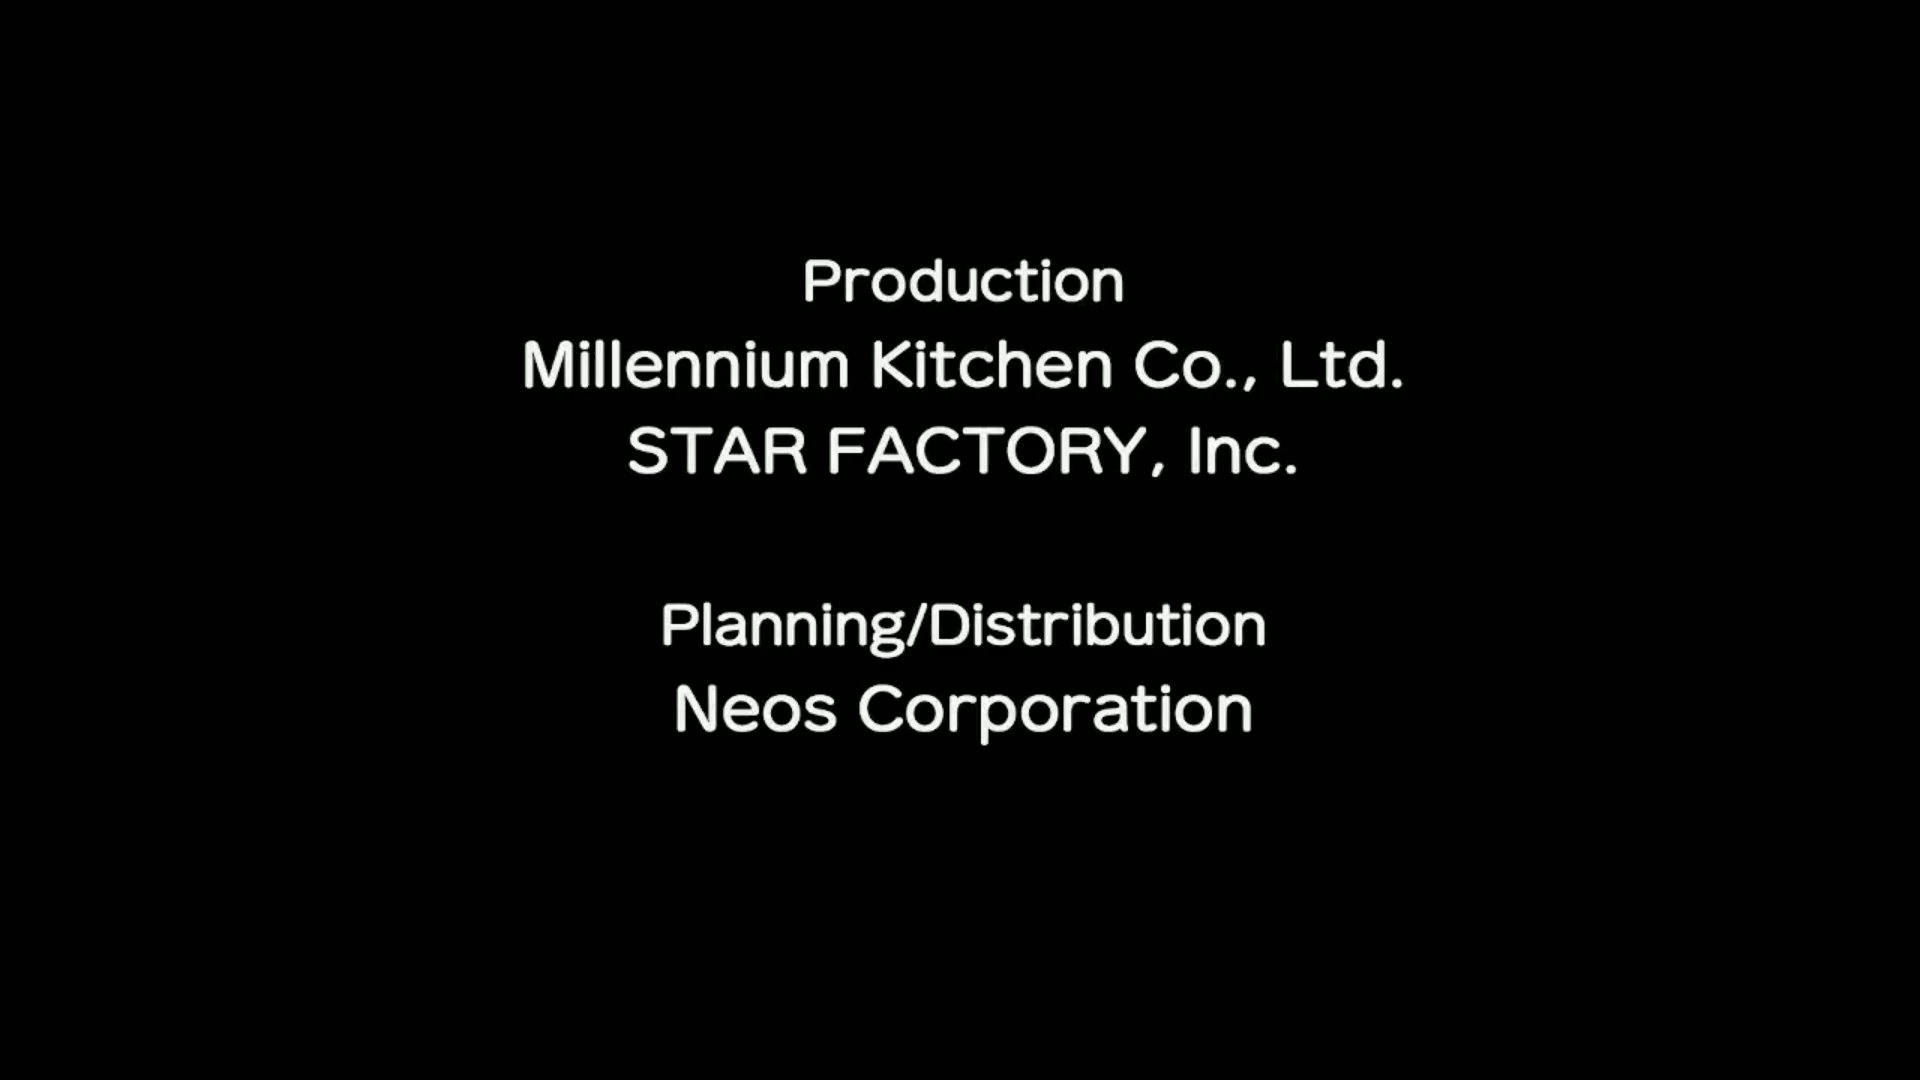 Production
Millennium Kitchen Co., Ltd.
STAR FACTORY, Inc.
Planning/Distribution
Neos Corporation